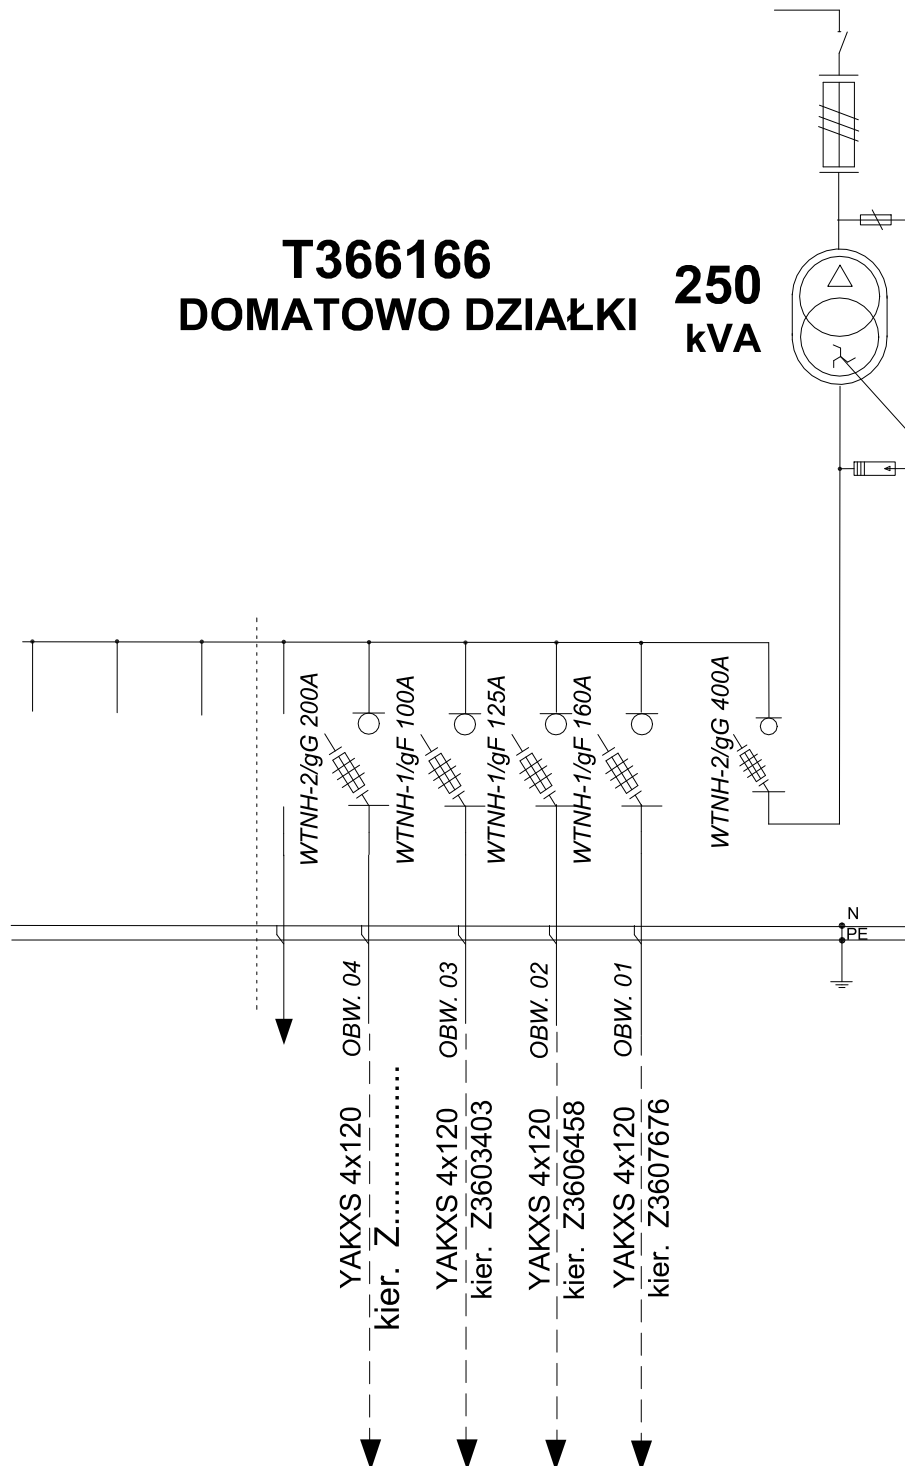 T366166
DOMATOWO DZIAŁKI
250
kVA
WTNH-2/gG 200A
WTNH-1/gF 100A
WTNH-1/gF 125A
WTNH-1/gF 160A
WTNH-2/gG 400A
N
PE
OBW. 04
OBW. 03
OBW. 02
OBW. 01
YAKXS 4x120
kier. Z..................
YAKXS 4x120
kier. Z3603403
YAKXS 4x120
kier. Z3606458
YAKXS 4x120
kier. Z3607676